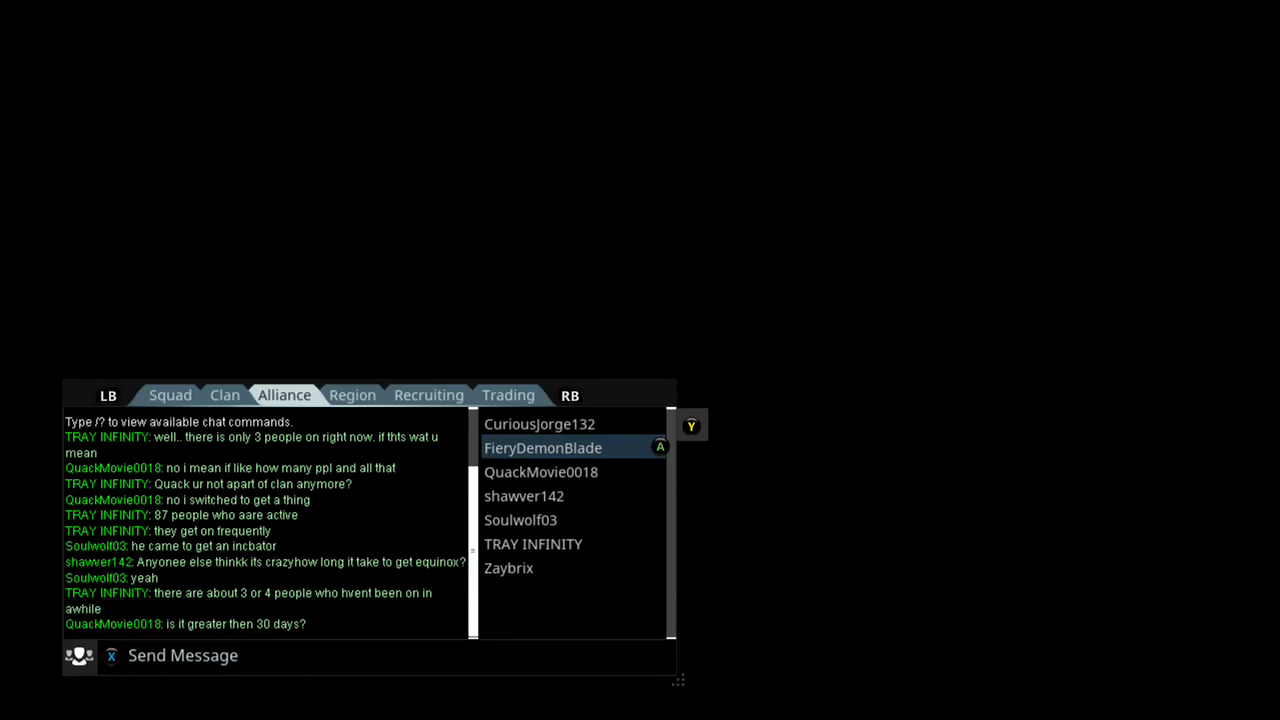 LB Squad Clan Alliance Region Recruiting Trading RB
Type /? to view available chat commands.
TRAY INFINITY: well.. there is only 3 people on right now. if thts wat u
mean
QuackMovie0018: no i mean if like how many ppl and all that
TRAY INFINITY: Quack ur not apart of clan anymore?
QuackMovie0018: no i switched to get a thing
TRAY INFINITY: 87 people who aare active
TRAY INFINITY: they get on frequently
Soulwolf03: he came to get an incbator
shawver142: Anyonee else thinkk its crazyhow long it take to get equinox?
Soulwolf03: yeah
TRAY INFINITY: there are about 3 or 4 people who hvent been on in
awhile
QuackMovie0018: is it greater then 30 days?
CuriousJorge132
FieryDemonBlade A
QuackMovie0018
shawver142
Soulwolf03
TRAY INFINITY
Zaybrix
Y
X Send Message